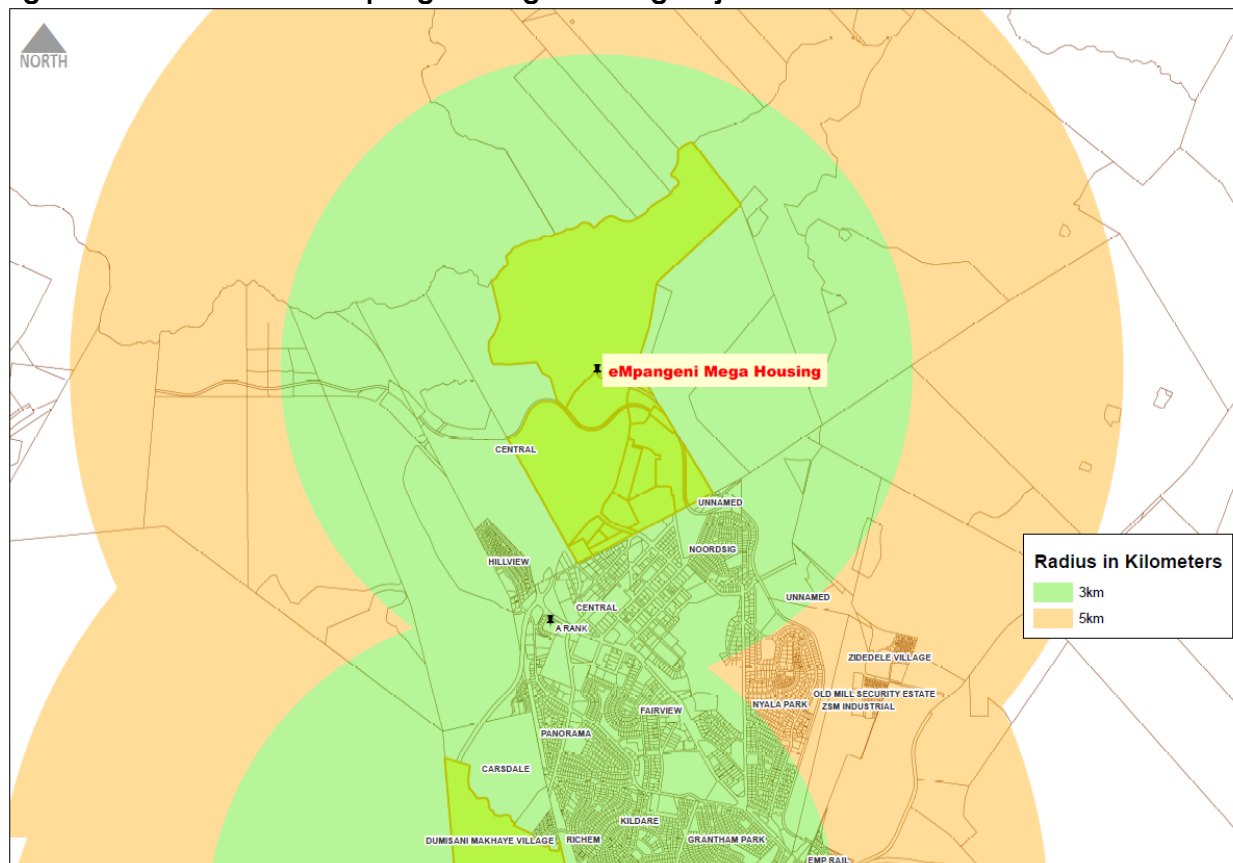 NORTH
eMpangeni Mega Housing
CENTRAL
UNNAMED
NOORDSIG
HILLVIEW
Radius in Kilometers
3km
5km
UNNAMED
CENTRAL
A RANK
ZIDEDELE VILLAGE
OLD MILL SECURITY ESTATE
NYALA PARK
ZSM INDUSTRIAL
FAIRVIEW
PANORAMA
CARSDALE
KILDARE
DUMISANI MAKHAYE VILLAGE
RICHEM
GRANTHAM PARK
EMP RAIL